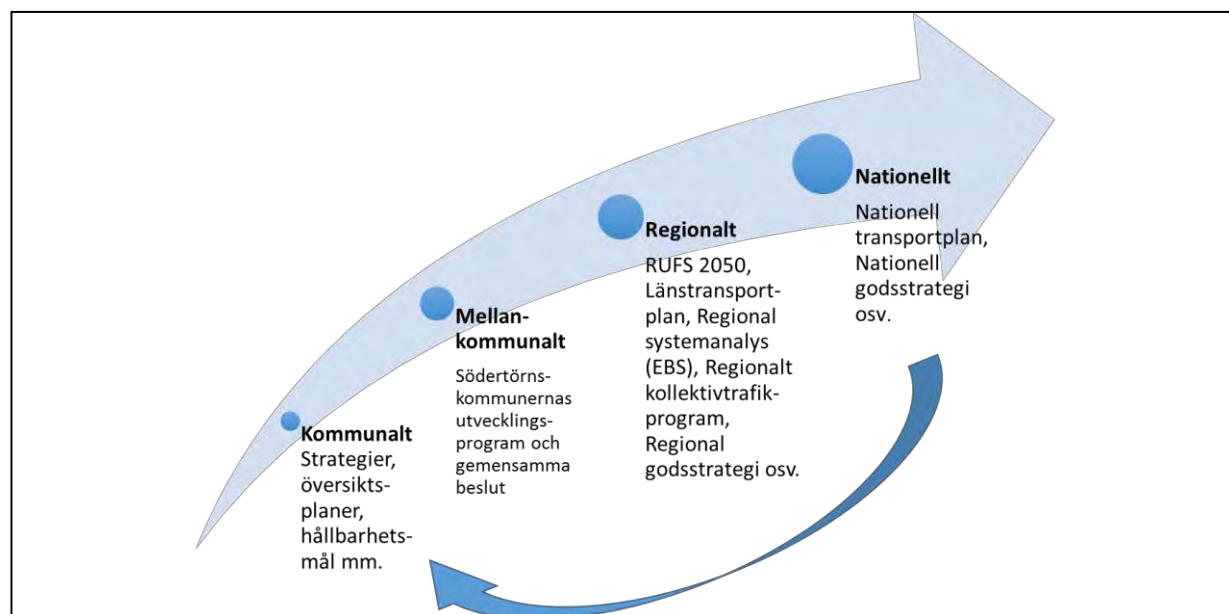 Kommunalt
Strategier,
översikts-
planer,
hållbarhets-
mål mm.
Mellan-
kommunalt
Södertörns-
kommunernas
utvecklings-
program och
gemensamma
beslut
Regionalt
RUFS 2050,
Länstransport-
plan, Regional
systemanalys
(EBS), Regionalt
kollektivtrafik-
program,
Regional
godsstrategi osv.
Nationellt
Nationell
transportplan,
Nationell
godsstrategi
osv.